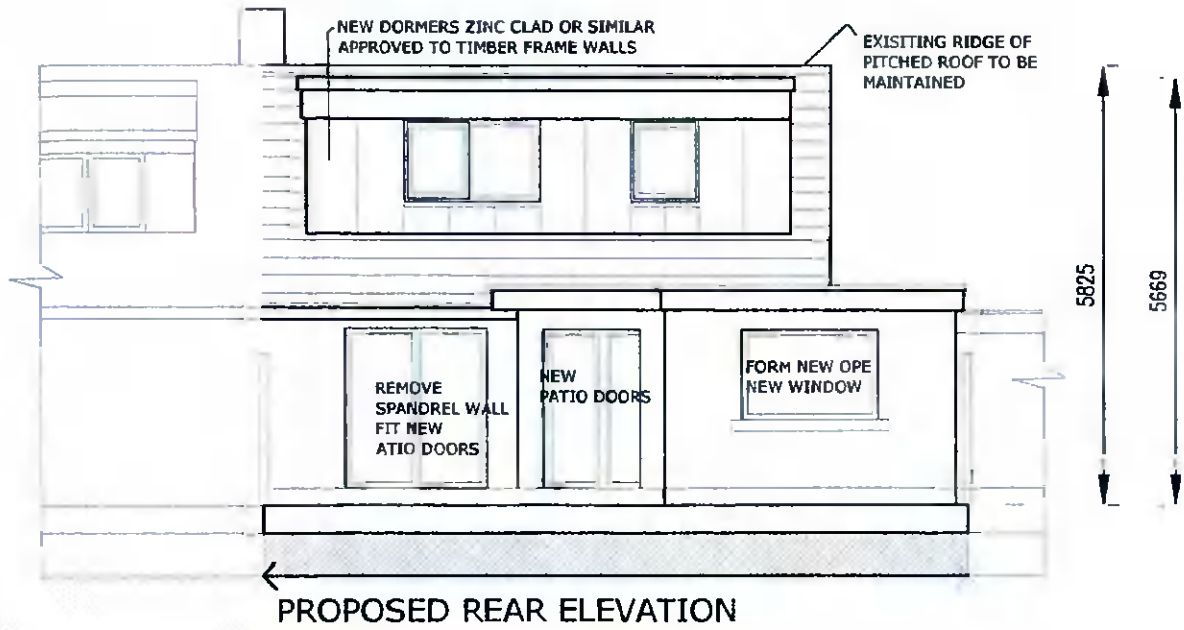 NEW DORMERS ZINC CLAD OR SIMILAR
APPROVED TO TIMBER FRAME WALLS
EXISITING RIDGE OF
PITCHED ROOF TO BE
MAINTAINED
5825
5669
REMOVE
SPANDREL WALL
FIT NEW
ATIO DOORS
NEW
PATIO DOORS
FORM NEW OPE
NEW WINDOW
PROPOSED REAR ELEVATION